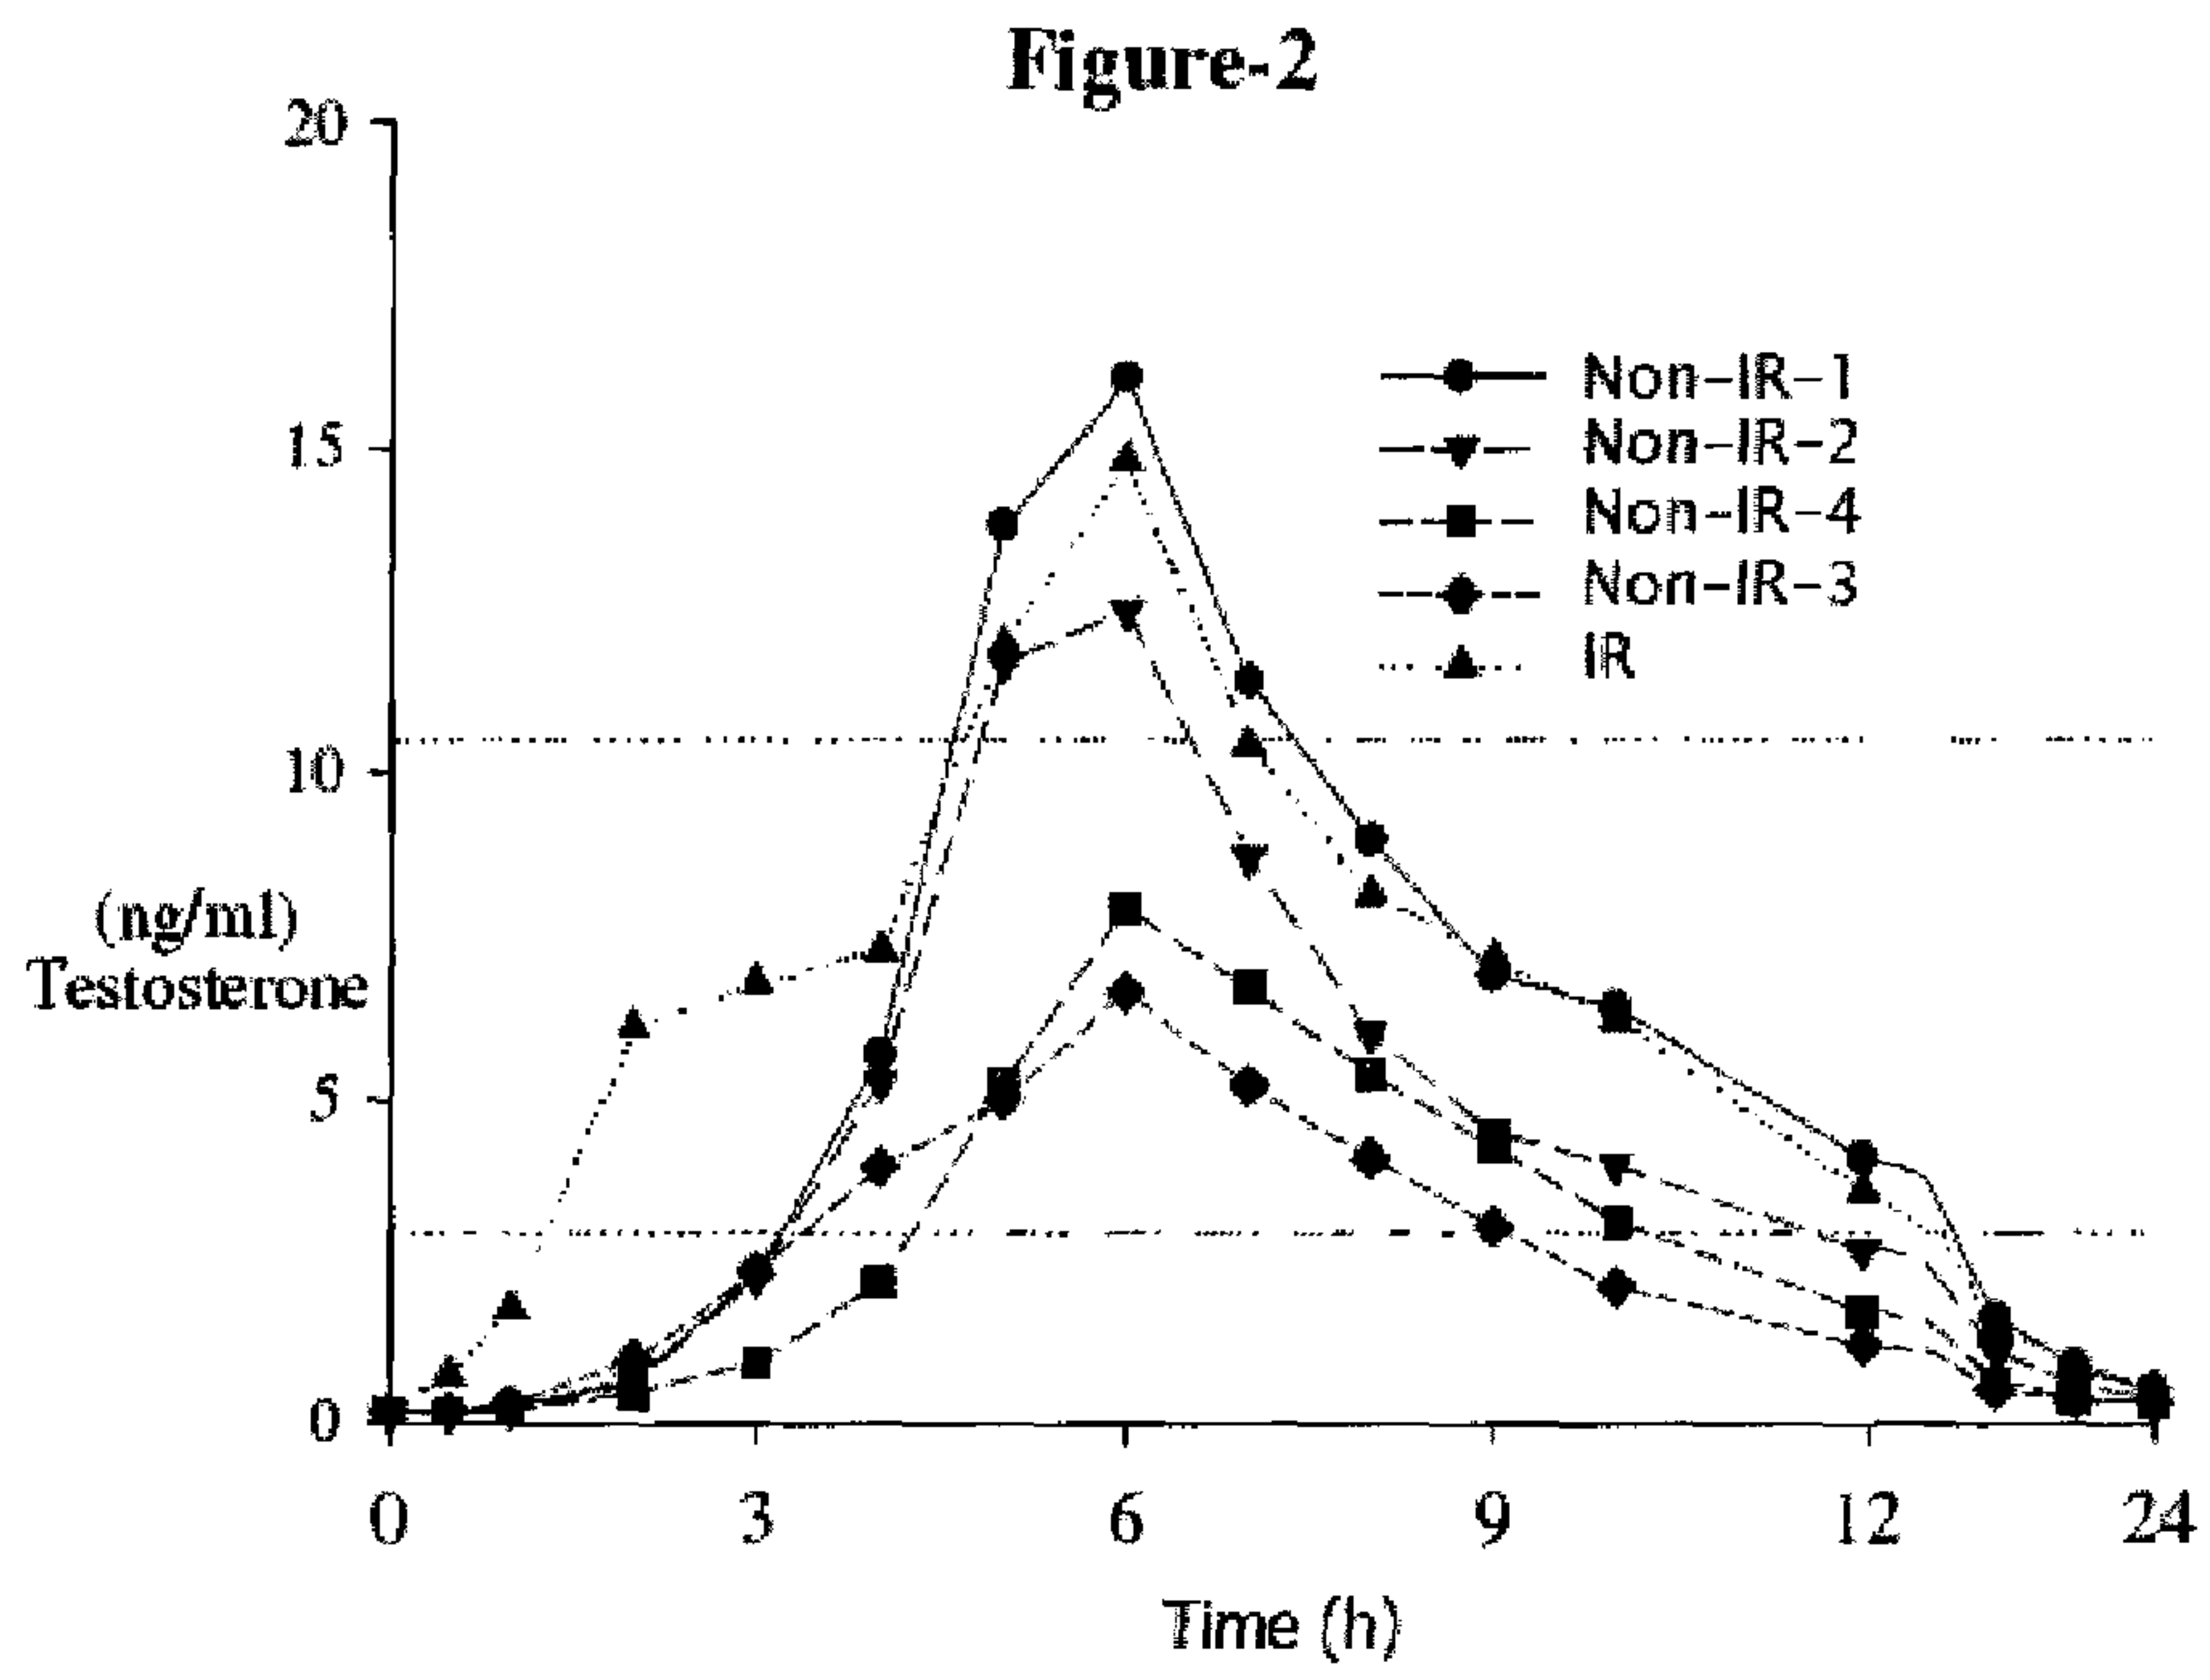 Figure-2
20
15
10
5
0
(ng/ml)
Testosterone
Non-IR-1
Non-IR-2
Non-IR-4
Non-IR-3
IR
0 3 6 9 12 24
Time (h)